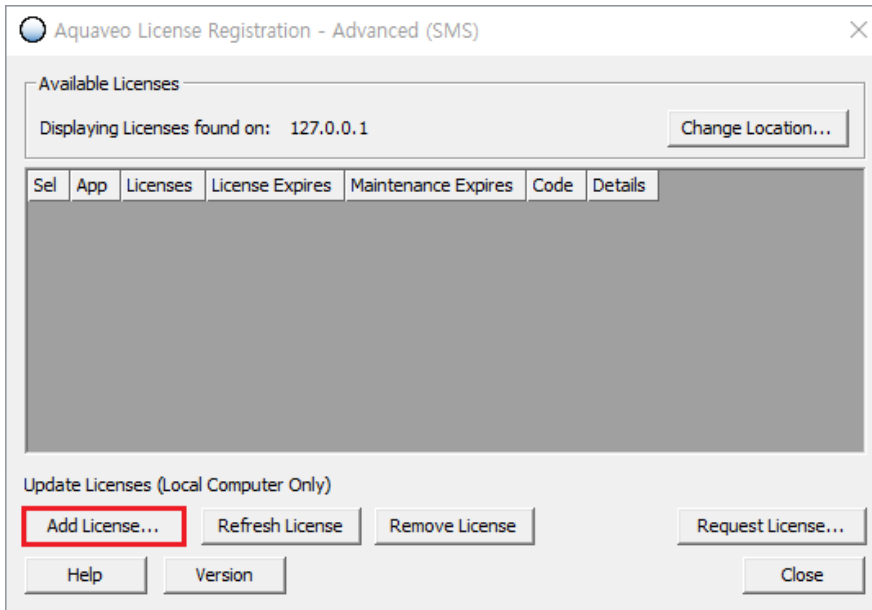 Aquaveo License Registration - Advanced (SMS)
Available Licenses
Displaying Licenses found on: 127.0.0.1 Change Location...
Sel App Licenses License Expires Maintenance Expires Code Details
Update Licenses (Local Computer Only)
Add License... Refresh License Remove License Request License...
Help Version Close